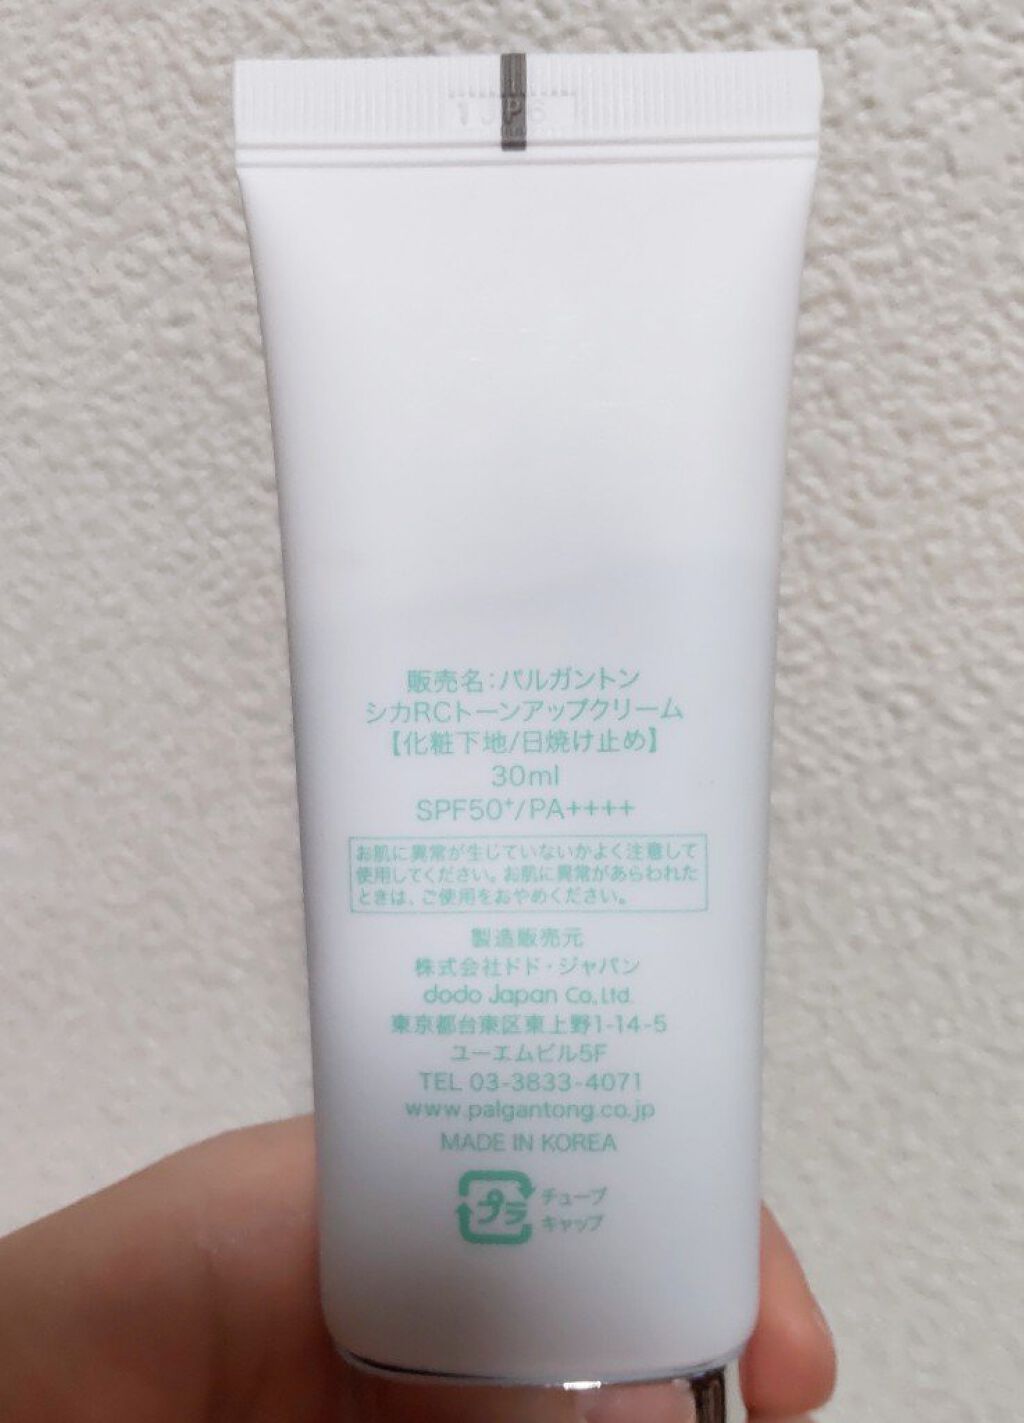 販売名:パルガントン
シカRCトーンアップクリーム
【化粧下地/日焼け止め】
30ml
SPF50⁺/PA++++
お肌に異常が生じていないかよく注意して
使用してください。お肌に異常があらわれた
ときは、ご使用をおやめください。
製造販売元
株式会社ドド・ジャパン
dodo Japan Co.,Ltd.
東京都台東区東上野1-14-5
ユーエムビル5F
TEL 03-3833-4071
www.palgantong.co.jp
MADE IN KOREA
プラ
チューブ
キャップ